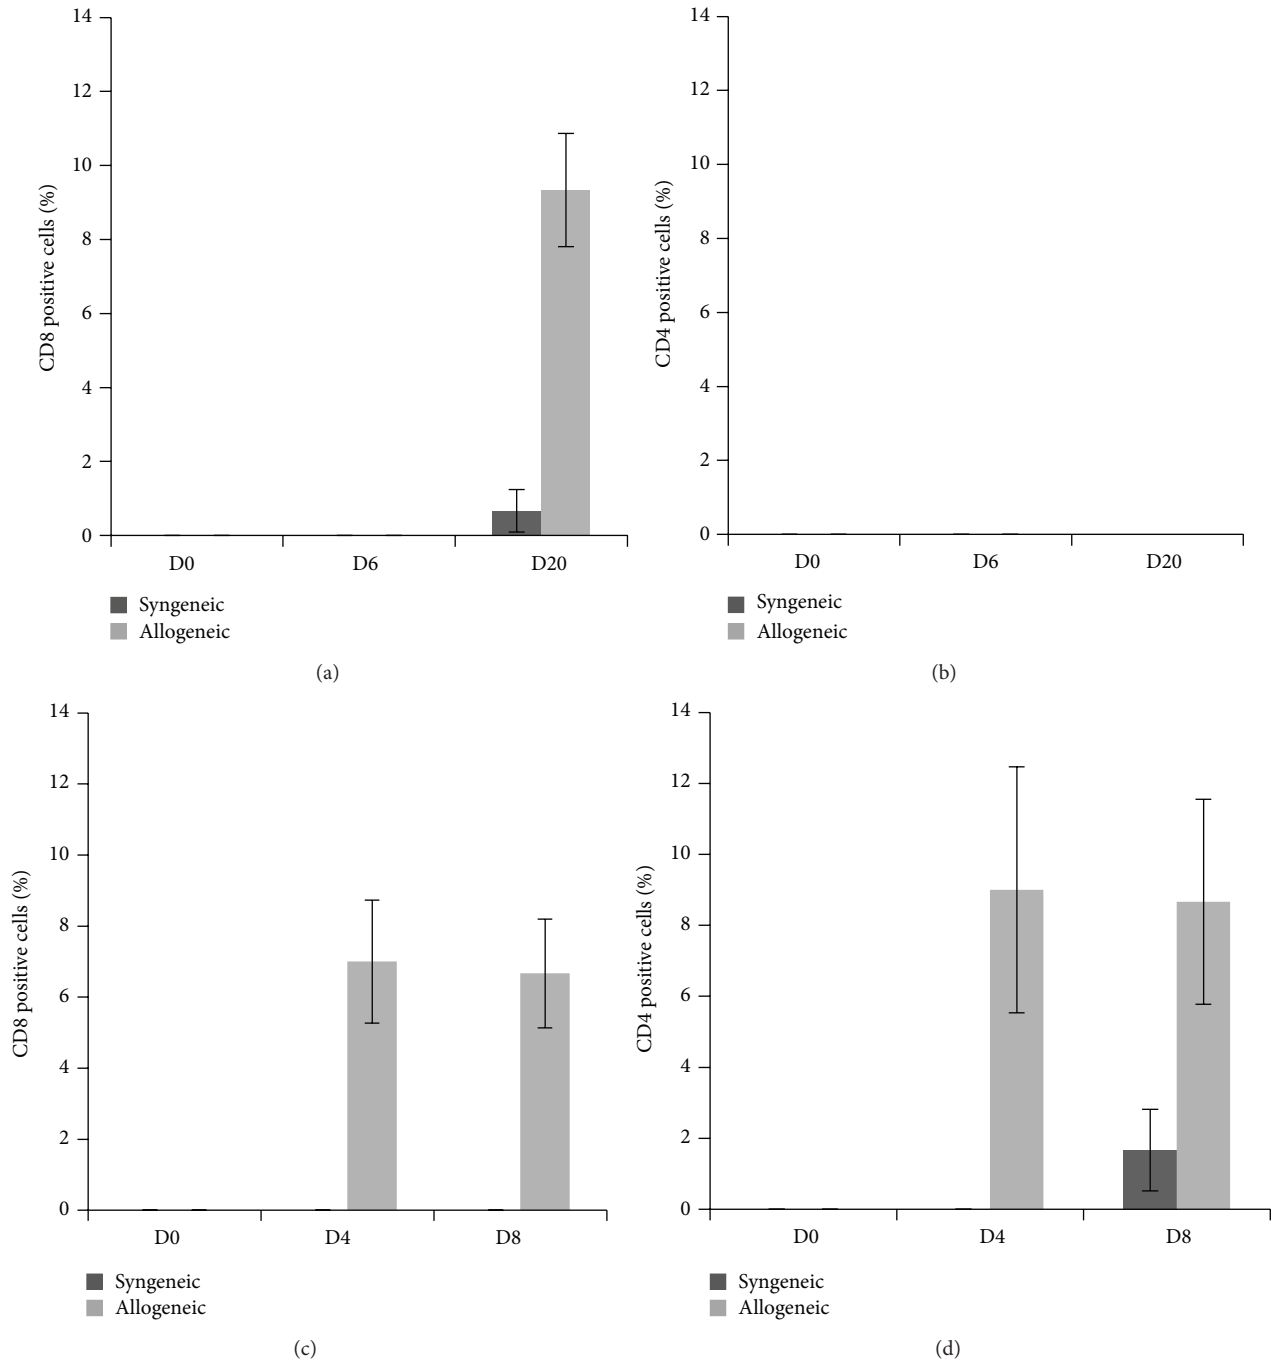 14
12
10
8
6
4
2
0
CD8 positive cells (%)
D0 D6 D20
Syngeneic
Allogeneic
(a)
14
12
10
8
6
4
2
0
CD4 positive cells (%)
D0 D6 D20
Syngeneic
Allogeneic
(b)
14
12
10
8
6
4
2
0
CD8 positive cells (%)
D0 D4 D8
Syngeneic
Allogeneic
(c)
14
12
10
8
6
4
2
0
CD4 positive cells (%)
D0 D4 D8
Syngeneic
Allogeneic
(d)